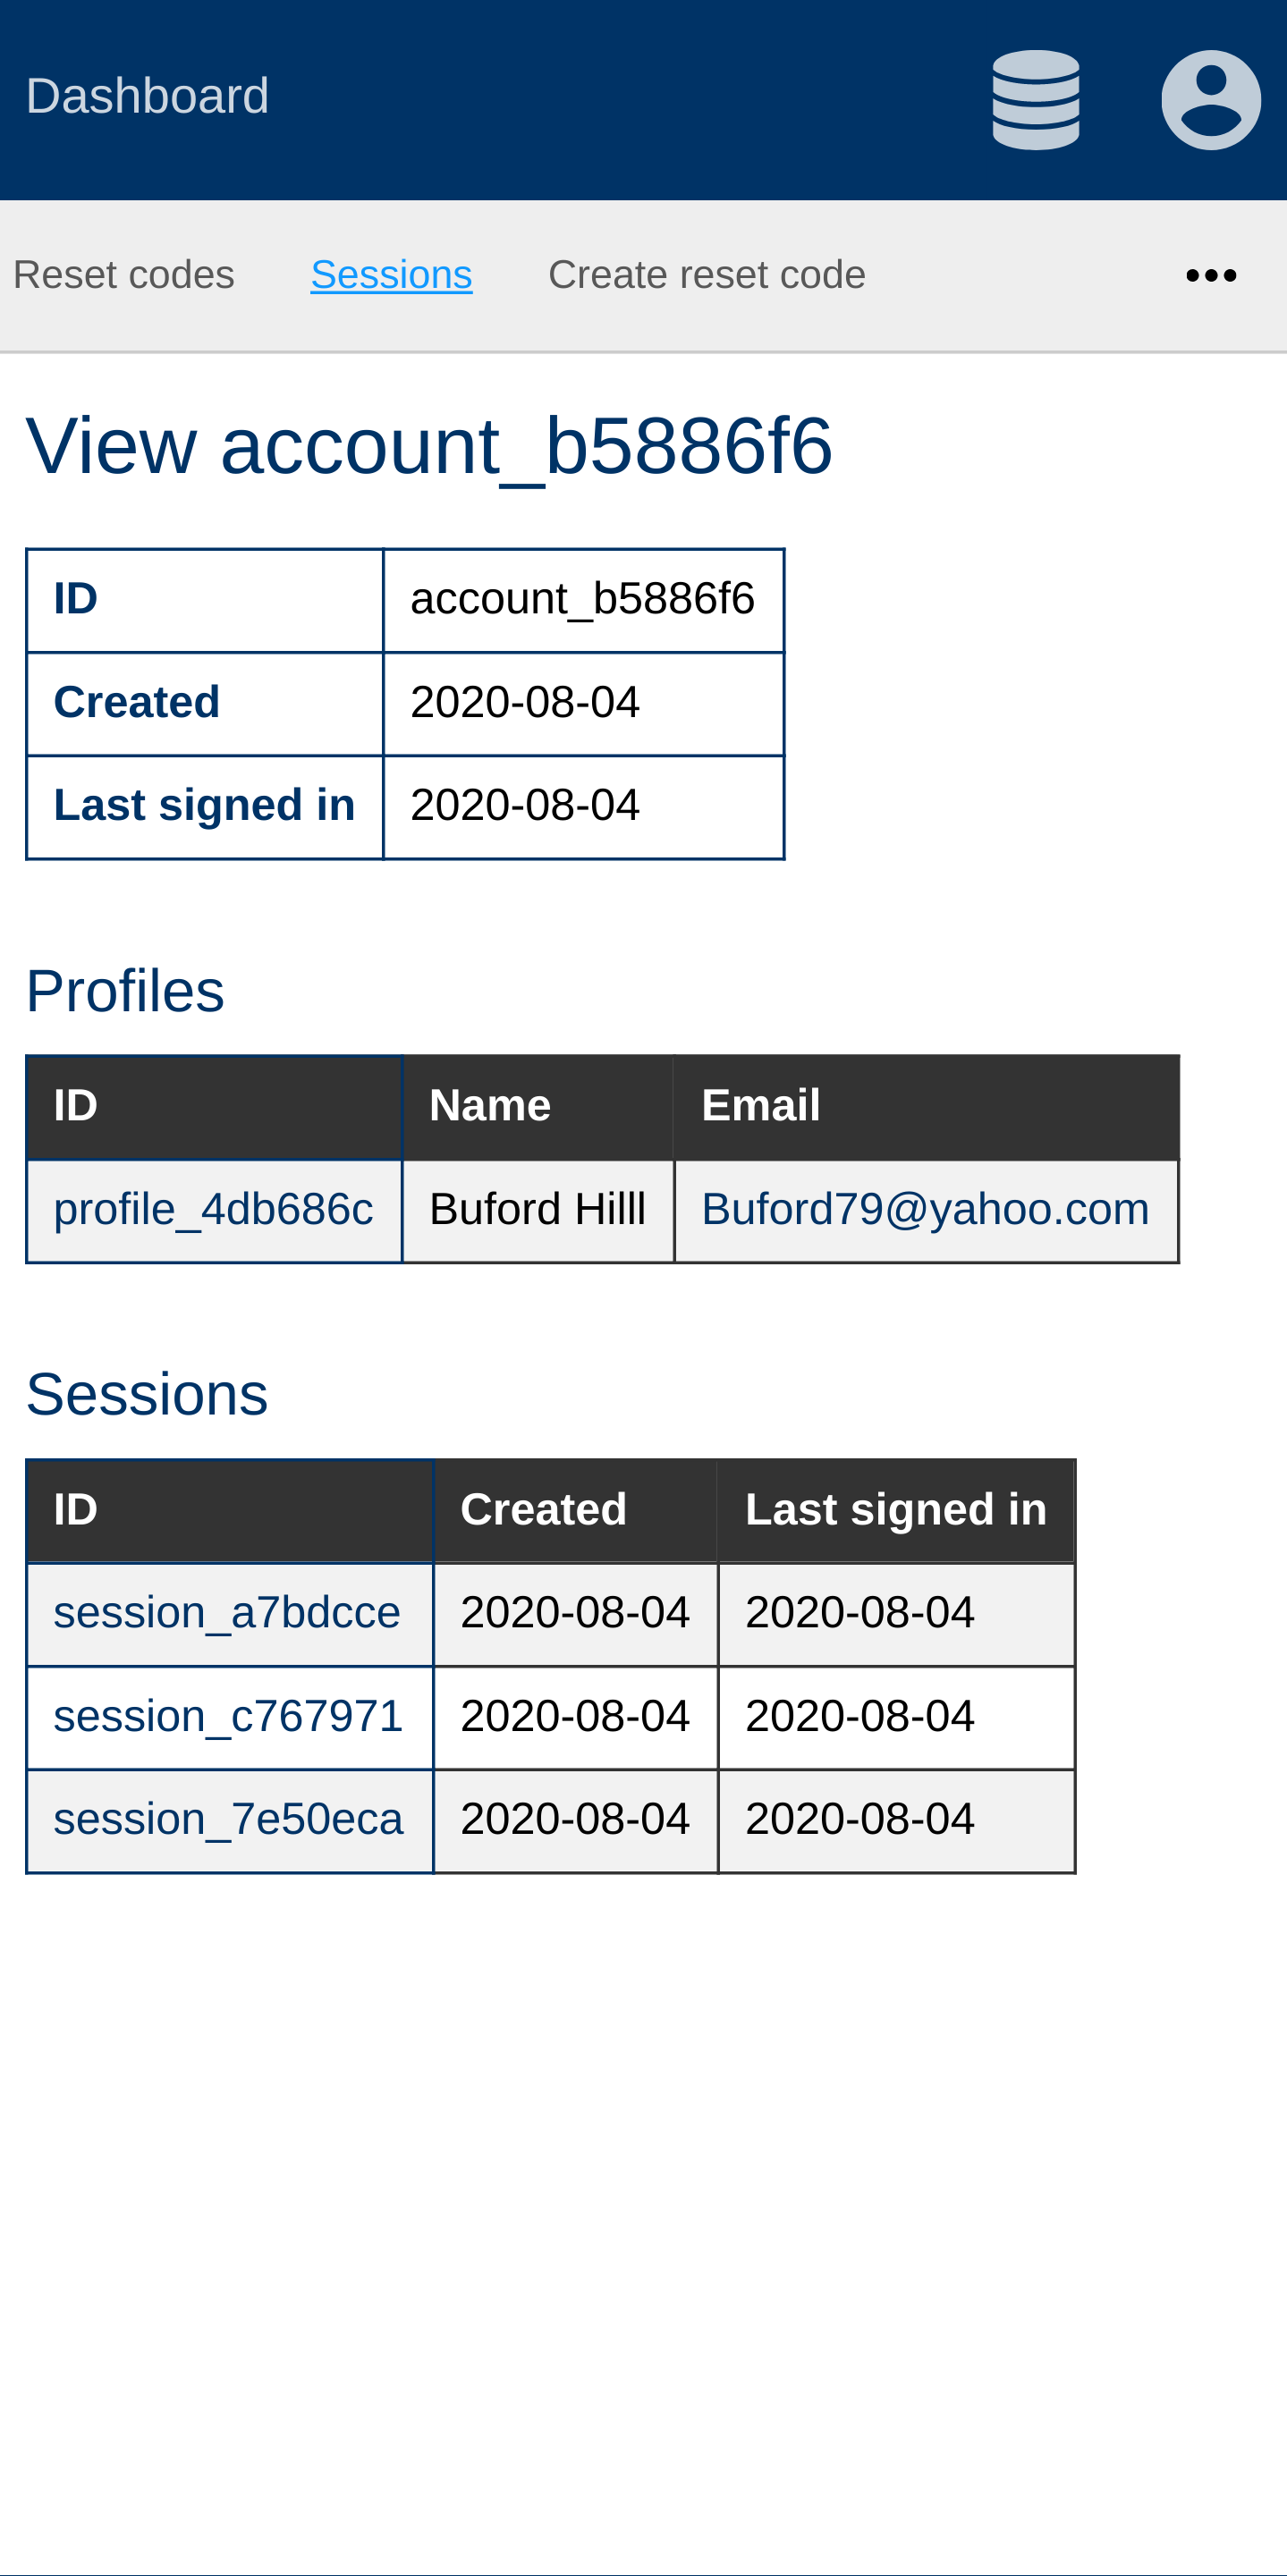 Dashboard
Reset codes Sessions Create reset code •••
View account_b5886f6
ID account_b5886f6
Created 2020-08-04
Last signed in 2020-08-04
Profiles
ID Name Email
profile_4db686c Buford Hilll Buford79@yahoo.com
Sessions
ID Created Last signed in
session_a7bdcce 2020-08-04 2020-08-04
session_c767971 2020-08-04 2020-08-04
session_7e50eca 2020-08-04 2020-08-04